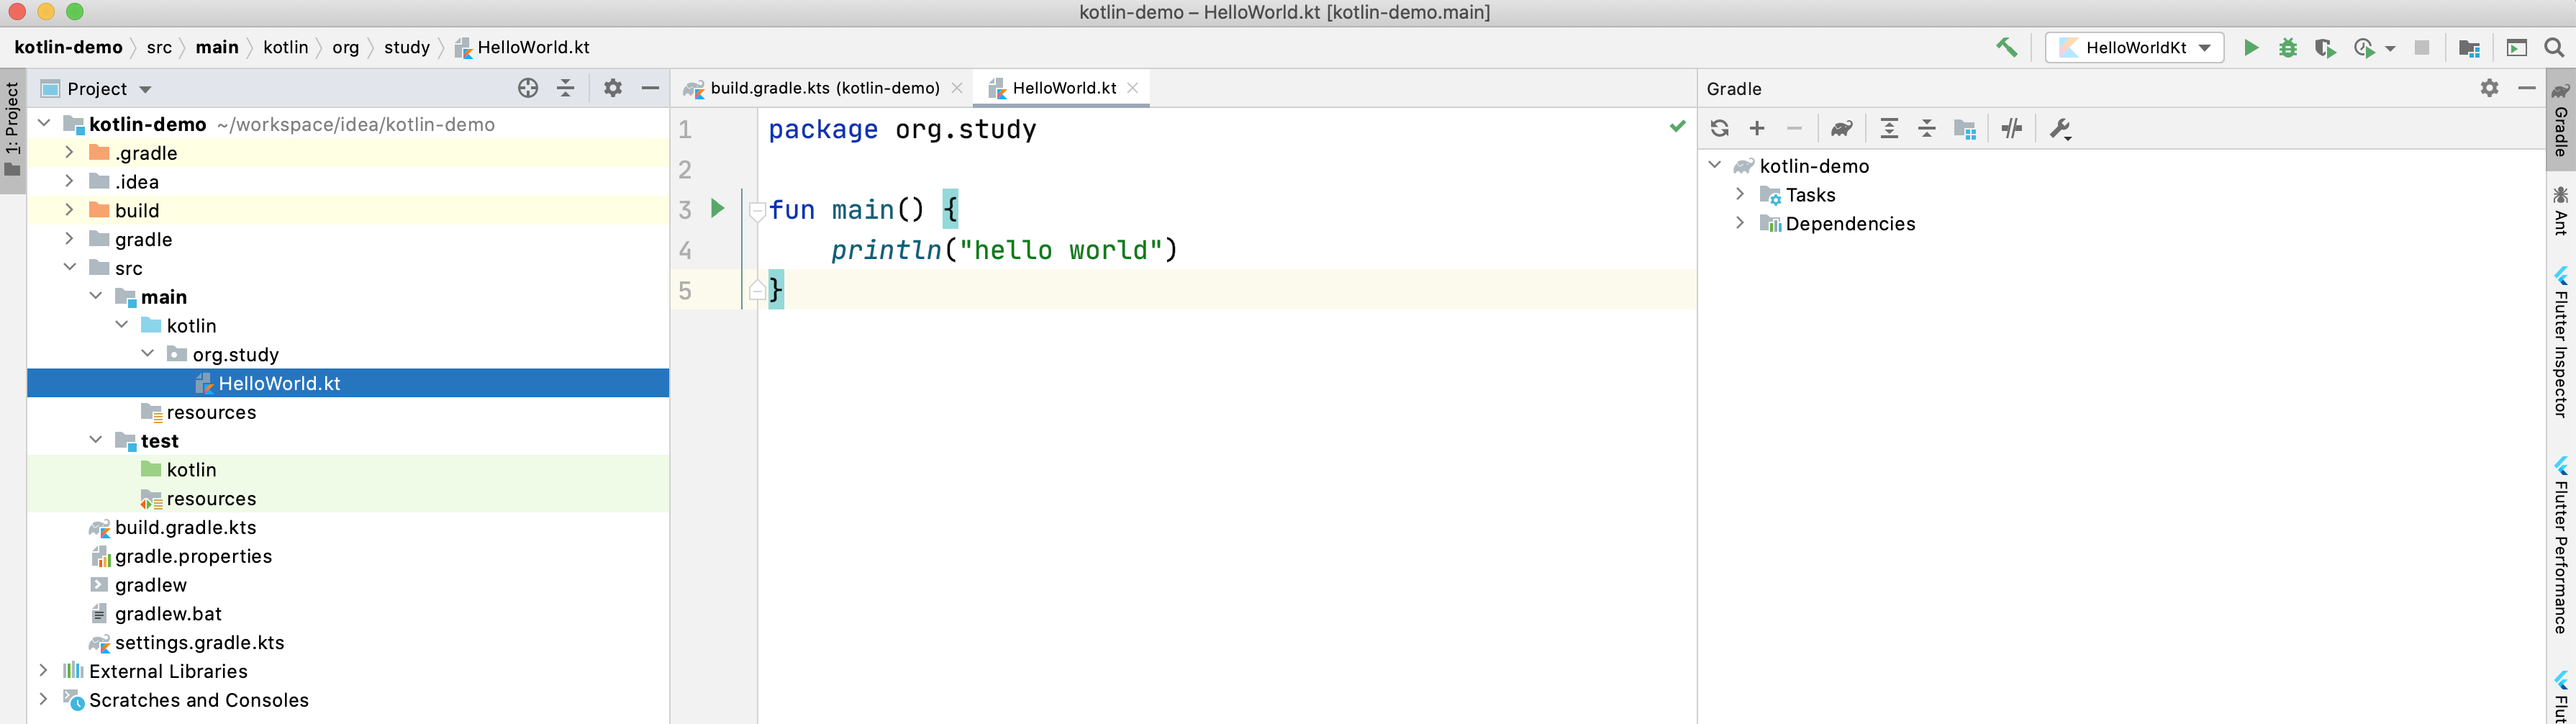 kotlin-demo – HelloWorld.kt [kotlin-demo.main]
kotlin-demo src main kotlin org study HelloWorld.kt
HelloWorldKt
1: Project
Project
kotlin-demo ~/workspace/idea/kotlin-demo
.gradle
.idea
build
gradle
src
main
kotlin
org.study
HelloWorld.kt
resources
test
kotlin
resources
build.gradle.kts
gradle.properties
gradlew
gradlew.bat
settings.gradle.kts
External Libraries
Scratches and Consoles
build.gradle.kts (kotlin-demo) HelloWorld.kt
1 package org.study
2
3 fun main() {
4 println("hello world")
5 }
Gradle
kotlin-demo
Tasks
Dependencies
Gradle
Ant
Flutter Inspector
Flutter Performance